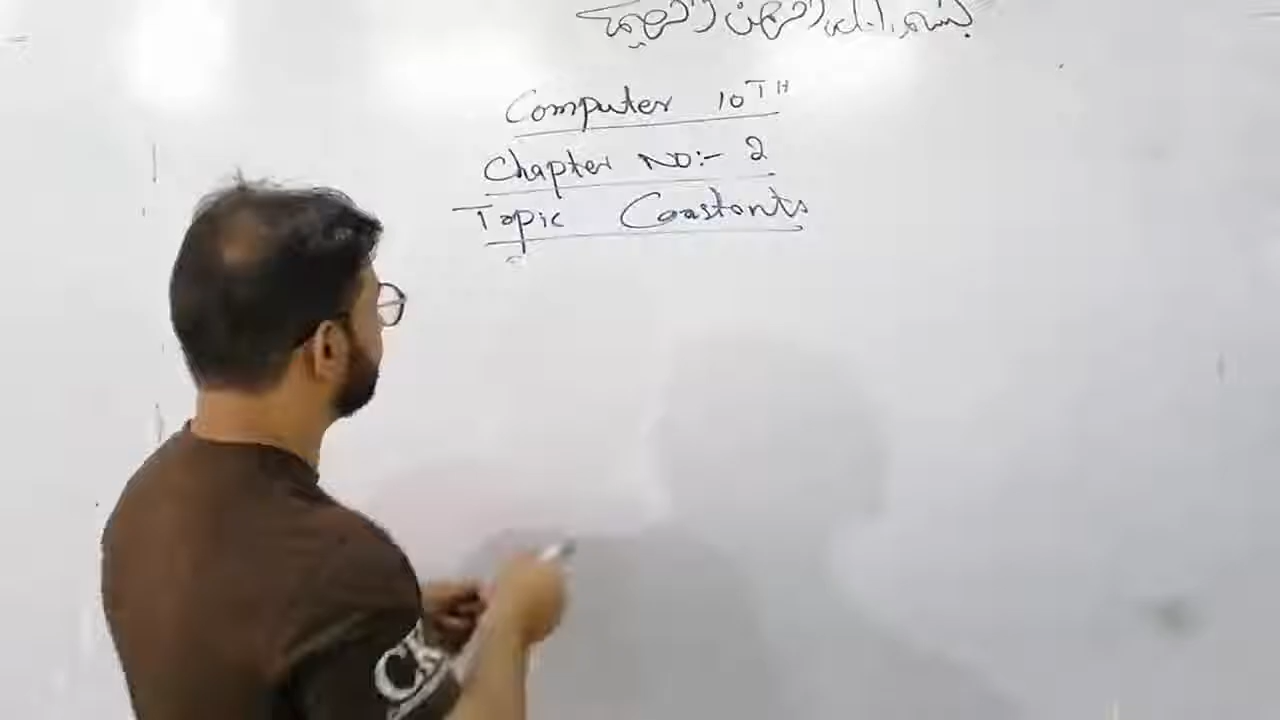 بسم الله الرحمن الرحيم
Computer 10TH
Chapter NO:- 2
Topic Constants